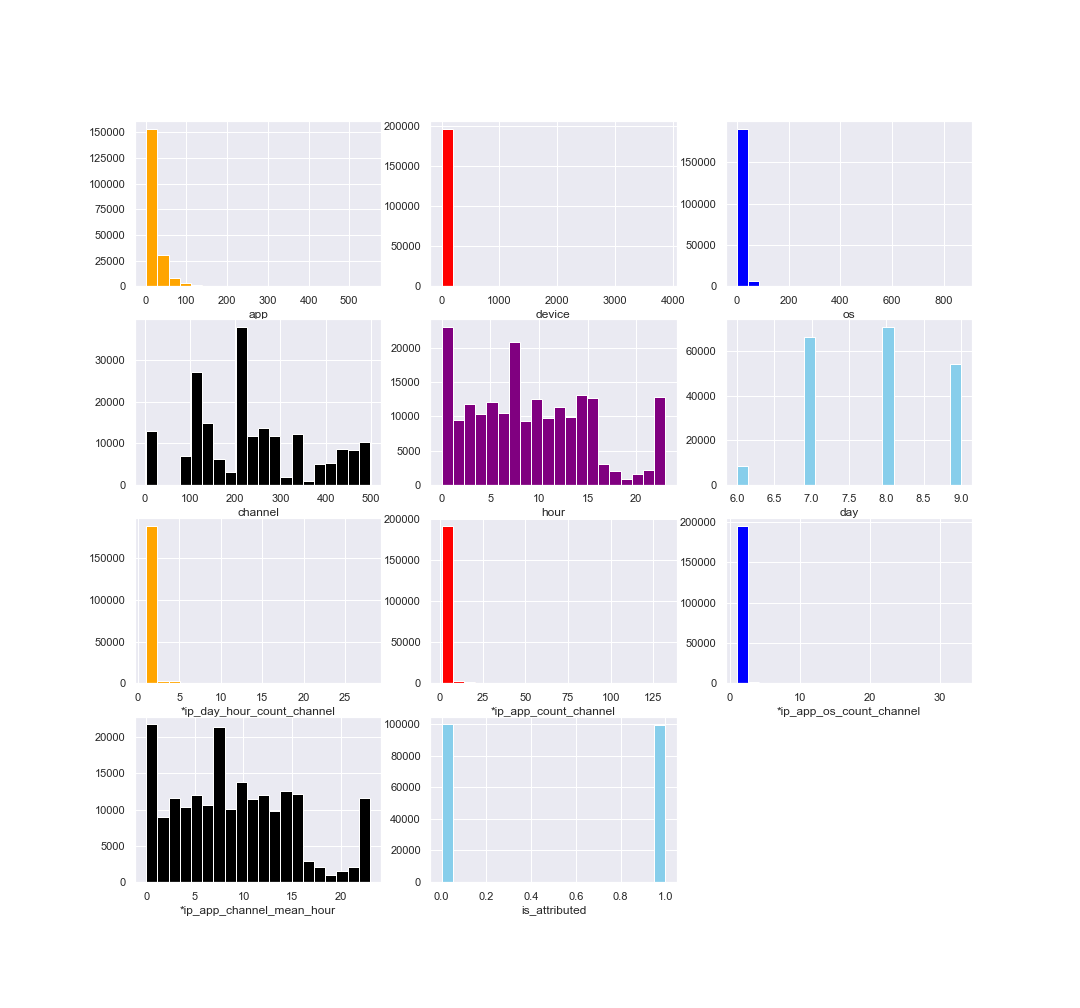 150000
125000
100000
75000
50000
25000
0
0 100 200 300 400 500
app
200000
150000
100000
50000
0
0 1000 2000 3000 4000
device
150000
100000
50000
0
0 200 400 600 800
os
30000
20000
10000
0
0 100 200 300 400 500
channel
20000
15000
10000
5000
0
0 5 10 15 20
hour
60000
40000
20000
0
6.0 6.5 7.0 7.5 8.0 8.5 9.0
day
150000
100000
50000
0
0 5 10 15 20 25
*ip_day_hour_count_channel
200000
150000
100000
50000
0
0 25 50 75 100 125
*ip_app_count_channel
200000
150000
100000
50000
0
0 10 20 30
*ip_app_os_count_channel
20000
15000
10000
5000
0
0 5 10 15 20
*ip_app_channel_mean_hour
100000
80000
60000
40000
20000
0
0.0 0.2 0.4 0.6 0.8 1.0
is_attributed